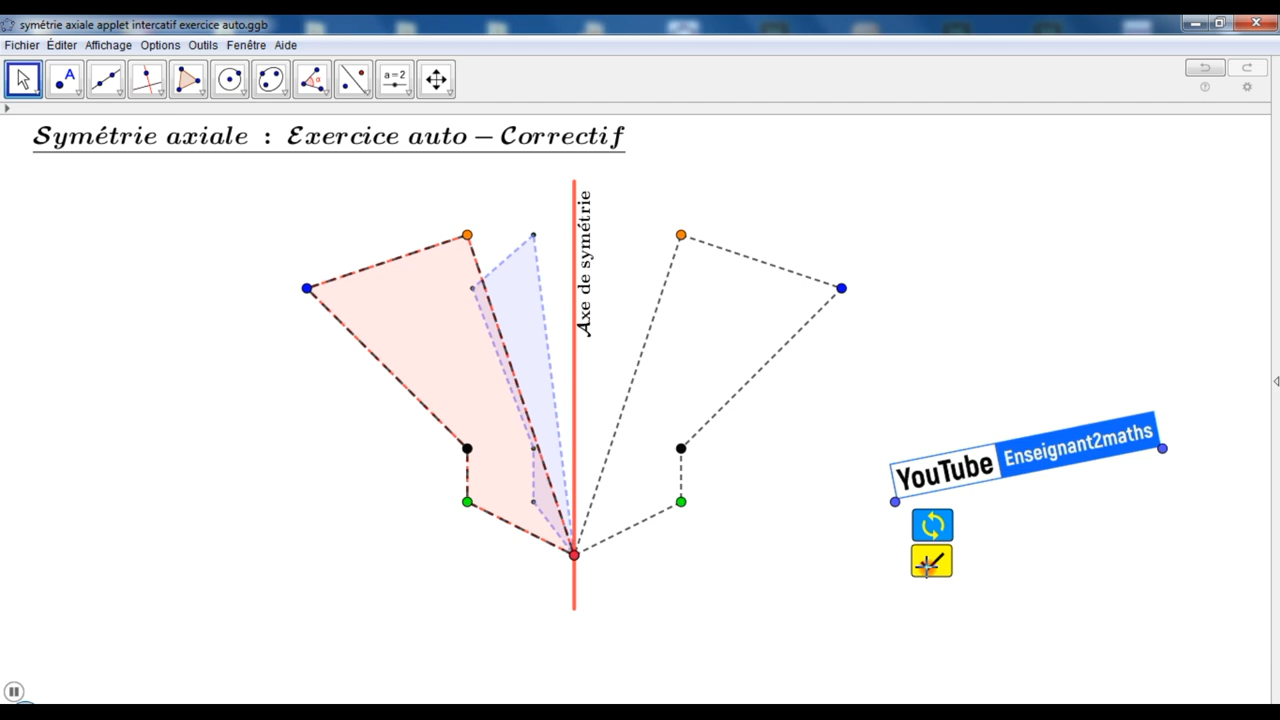 symétrie axiale applet intercatif exercice auto.ggb
Fichier Éditer Affichage Options Outils Fenêtre Aide
A
α
a=2
Symétrie axiale : Exercice auto – Correctif
Axe de symétrie
YouTube Enseignant2maths